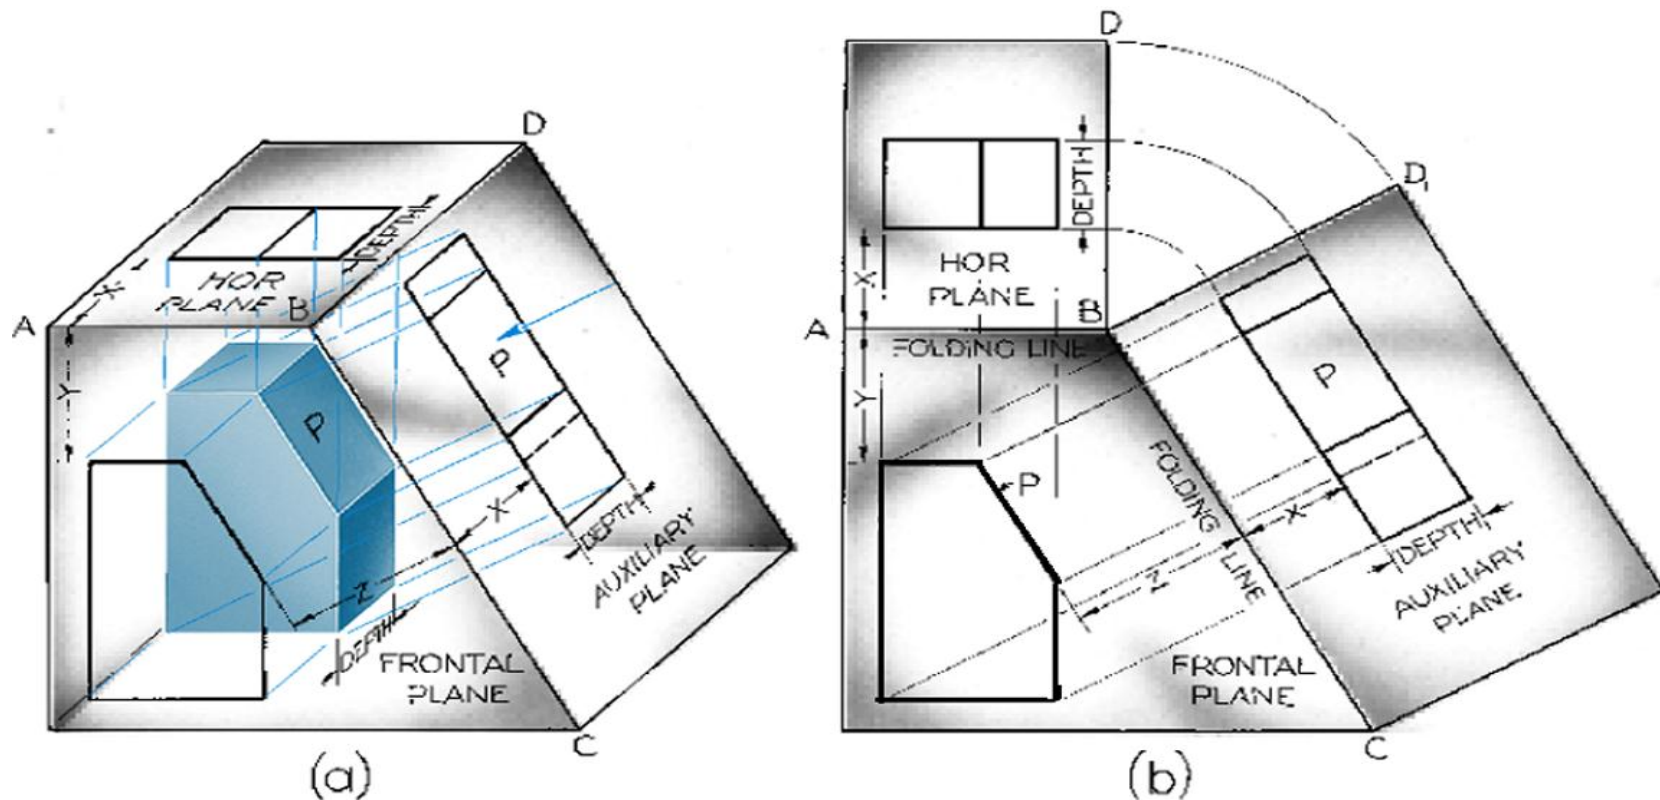 D
DEPTH
X
HOR
PLANE
A
B
Y
P
P
X
DEPTH
AUXILIARY
PLANE
Z
DEPTH
FRONTAL
PLANE
C
(a)
D
DEPTH
D₁
X
HOR
PLANE
A
B
FOLDING LINE
Y
P
P
FOLDING LINE
X
Z
DEPTH
AUXILIARY
PLANE
FRONTAL
PLANE
C
(b)